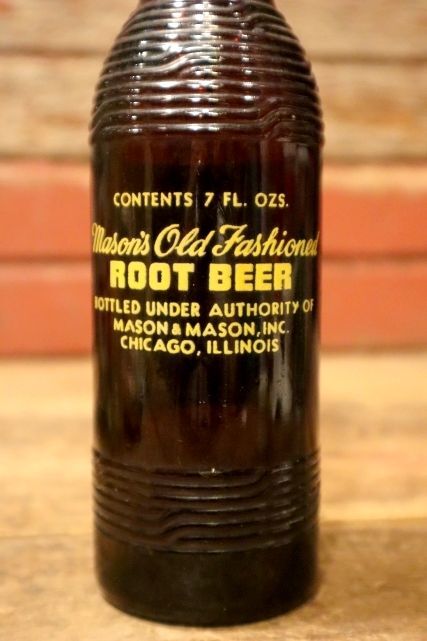 CONTENTS 7 FL. OZS.
Mason's Old Fashioned
ROOT BEER
BOTTLED UNDER AUTHORITY OF
MASON & MASON, INC.
CHICAGO, ILLINOIS